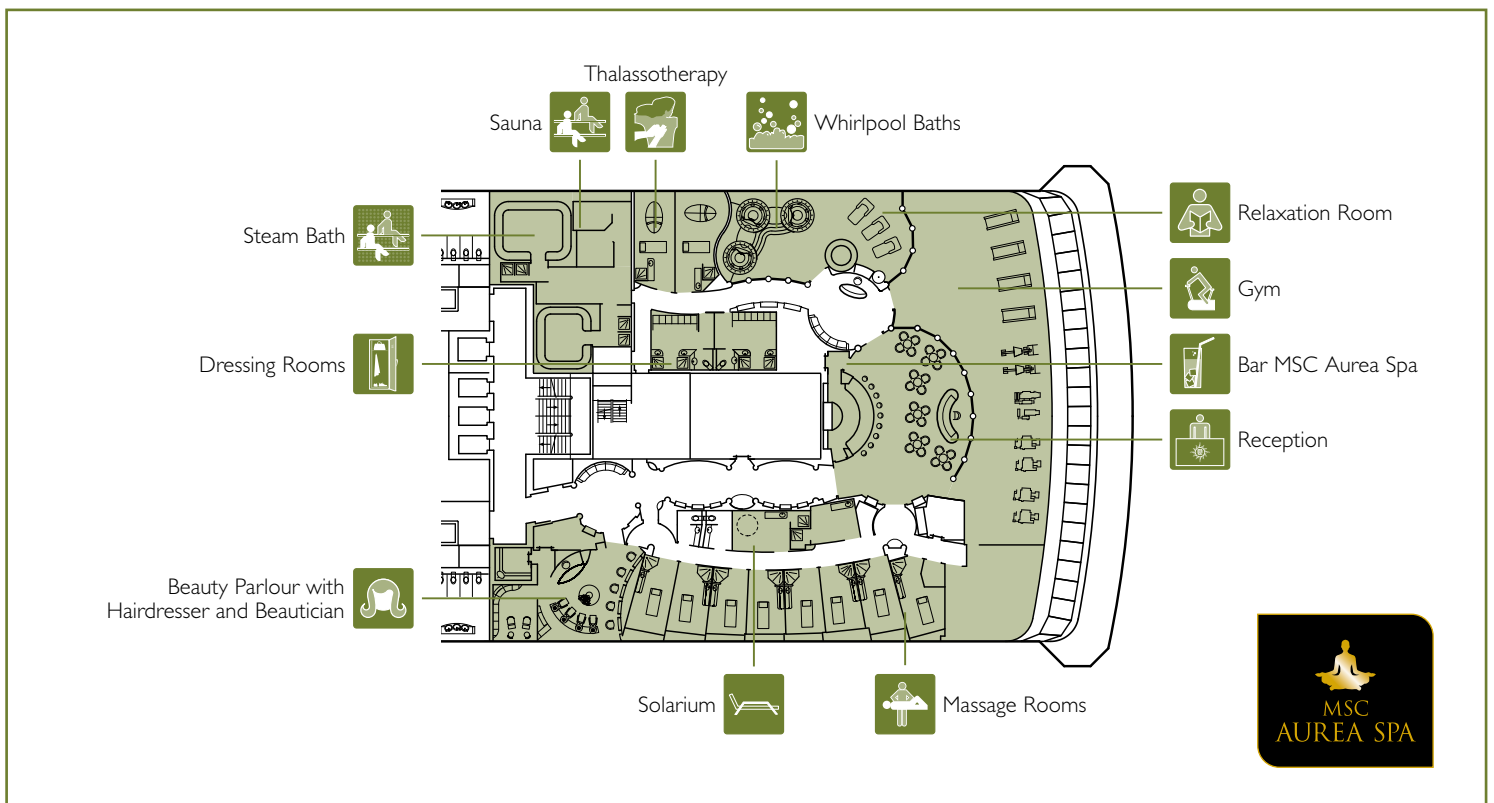 Thalassotherapy
Sauna
Whirlpool Baths
Steam Bath
Relaxation Room
Gym
Dressing Rooms
Bar MSC Aurea Spa
Reception
Beauty Parlour with
Hairdresser and Beautician
Solarium
Massage Rooms
MSC
AUREA SPA